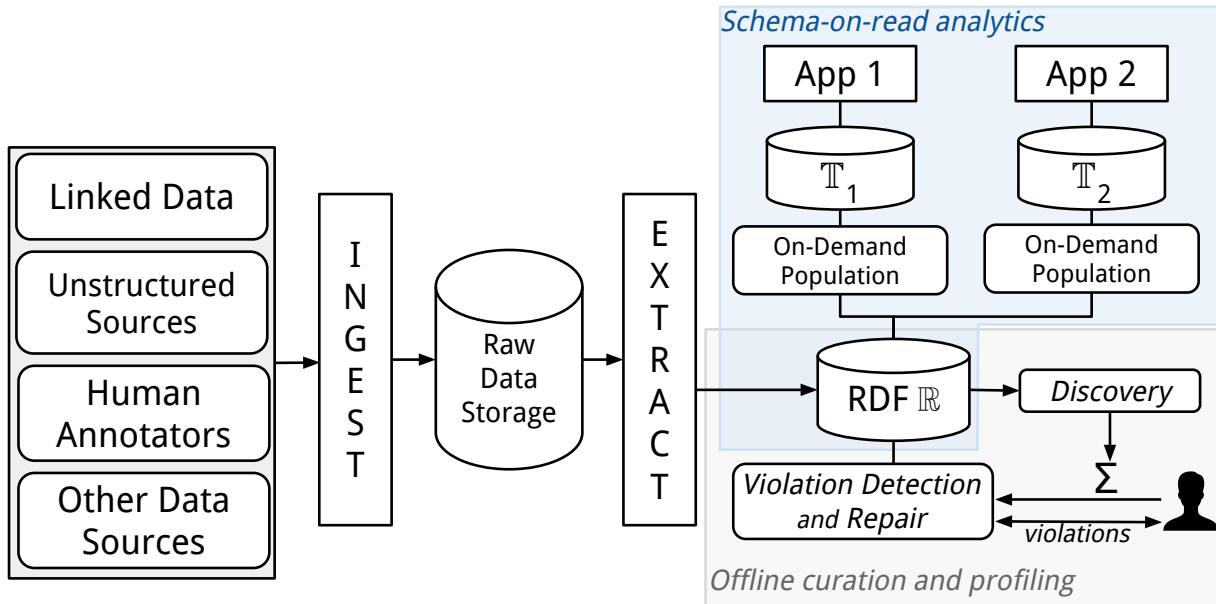 Schema-on-read analytics
App 1
App 2
𝕋1
𝕋2
On-Demand
Population
On-Demand
Population
Linked Data
Unstructured
Sources
Human
Annotators
Other Data
Sources
INGEST
Raw
Data
Storage
EXTRACT
RDF ℝ
Discovery
Σ
Violation Detection
and Repair
violations
Offline curation and profiling